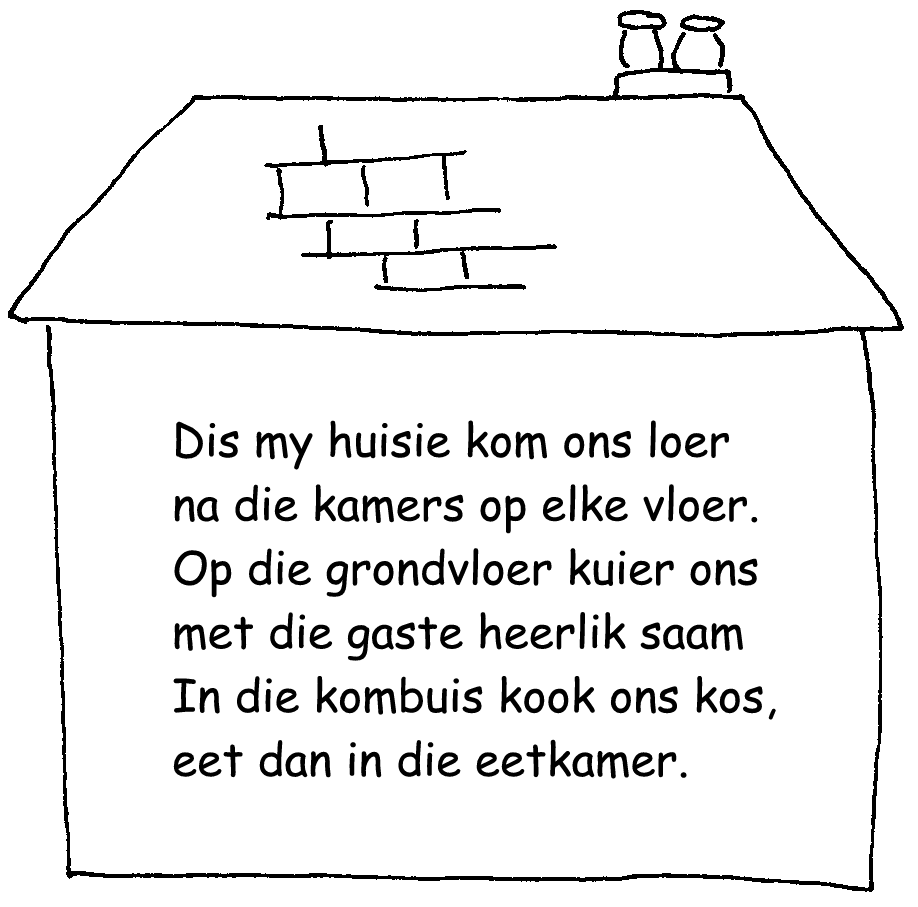 Dis my huisie kom ons loer
na die kamers op elke vloer.
Op die grondvloer kuier ons
met die gaste heerlik saam
In die kombuis kook ons kos,
eet dan in die eetkamer.